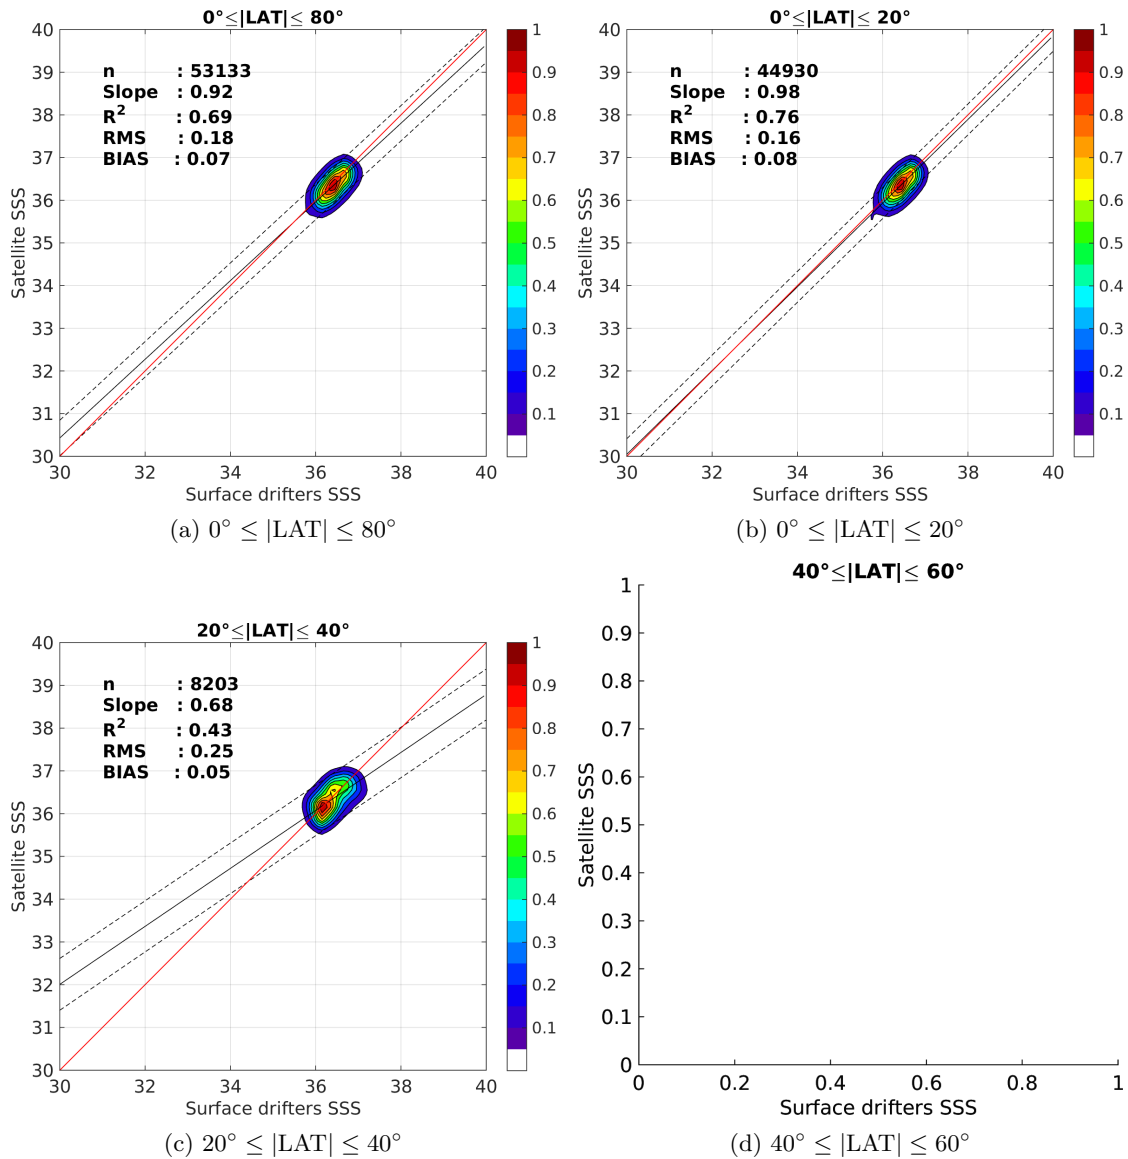 0°≤|LAT|≤ 80°
n : 53133
Slope : 0.92
R² : 0.69
RMS : 0.18
BIAS : 0.07
40
39
38
37
36
35
34
33
32
31
30
30 32 34 36 38 40
Satellite SSS
Surface drifters SSS
1
0.9
0.8
0.7
0.6
0.5
0.4
0.3
0.2
0.1
(a) 0° ≤ |LAT| ≤ 80°
0°≤|LAT|≤ 20°
n : 44930
Slope : 0.98
R² : 0.76
RMS : 0.16
BIAS : 0.08
40
39
38
37
36
35
34
33
32
31
30
30 32 34 36 38 40
Satellite SSS
Surface drifters SSS
1
0.9
0.8
0.7
0.6
0.5
0.4
0.3
0.2
0.1
(b) 0° ≤ |LAT| ≤ 20°
20°≤|LAT|≤ 40°
n : 8203
Slope : 0.68
R² : 0.43
RMS : 0.25
BIAS : 0.05
40
39
38
37
36
35
34
33
32
31
30
30 32 34 36 38 40
Satellite SSS
Surface drifters SSS
1
0.9
0.8
0.7
0.6
0.5
0.4
0.3
0.2
0.1
(c) 20° ≤ |LAT| ≤ 40°
40°≤|LAT|≤ 60°
1
0.9
0.8
0.7
0.6
0.5
0.4
0.3
0.2
0.1
0
0 0.2 0.4 0.6 0.8 1
Satellite SSS
Surface drifters SSS
(d) 40° ≤ |LAT| ≤ 60°